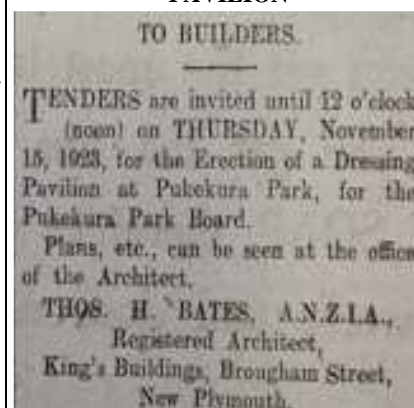 PAVILION
TO BUILDERS.
TENDERS are invited until 12 o'clock
(noon) on THURSDAY, November
15, 1923, for the Erection of a Dressing
Pavilion at Pukekura Park, for the
Pukekura Park Board.
Plans, etc., can be seen at the office
of the Architect,
THOS. H. BATES, A.N.Z.I.A.,
Registered Architect,
King's Buildings, Brougham Street,
New Plymouth.